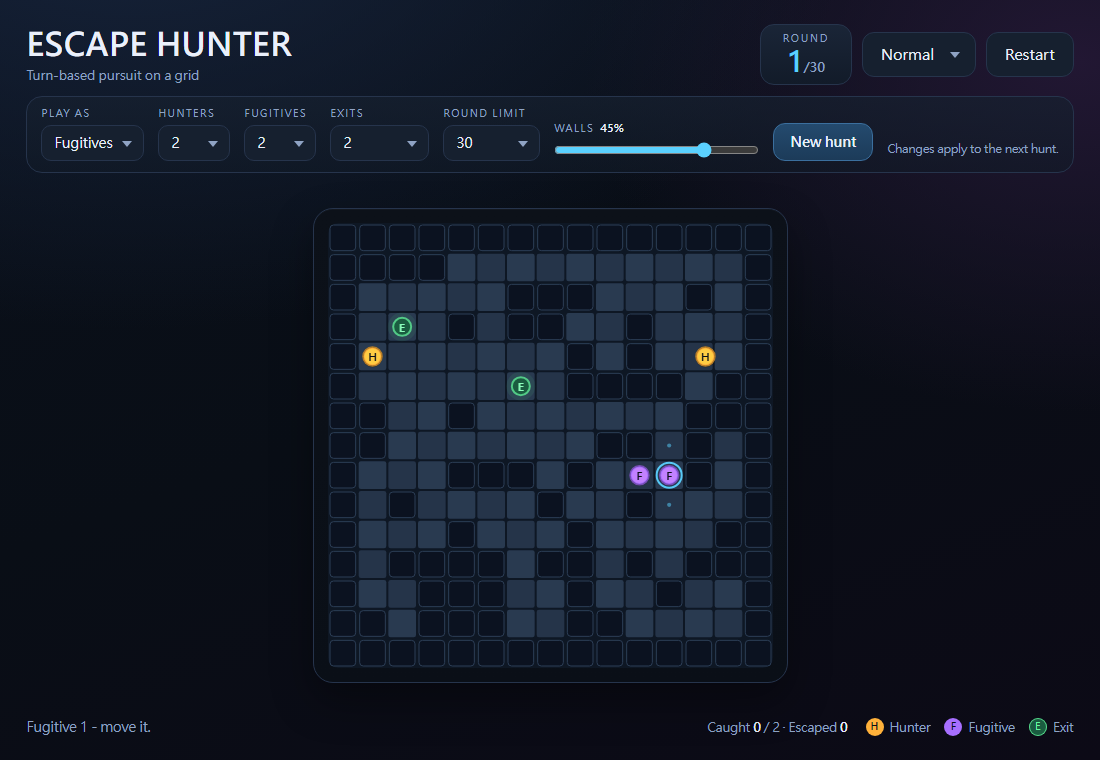 ESCAPE HUNTER
Turn-based pursuit on a grid
ROUND
1/30
Normal
Restart
PLAY AS
HUNTERS
FUGITIVES
EXITS
ROUND LIMIT
WALLS 45%
Fugitives
2
2
2
30
New hunt
Changes apply to the next hunt.
E
H
H
E
F
F
Fugitive 1 - move it.
Caught 0 / 2 · Escaped 0
H Hunter
F Fugitive
E Exit